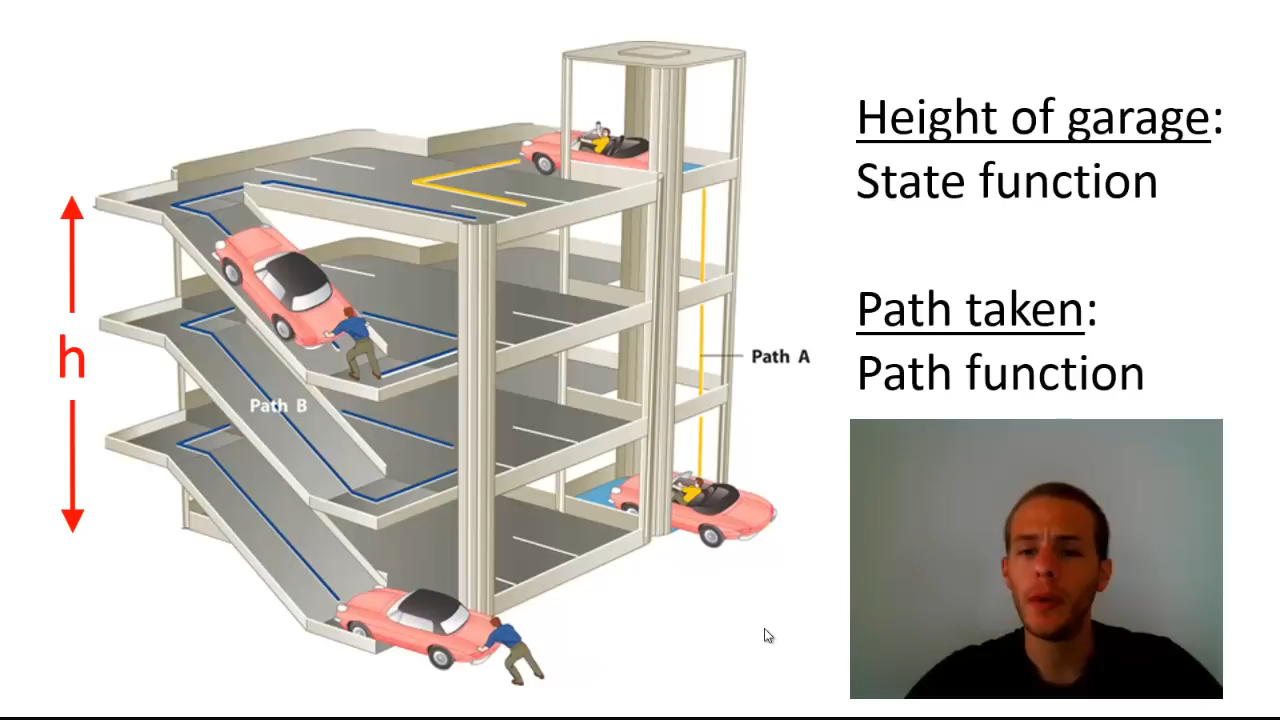 Height of garage:
State function
Path taken:
Path function
h
Path A
Path B